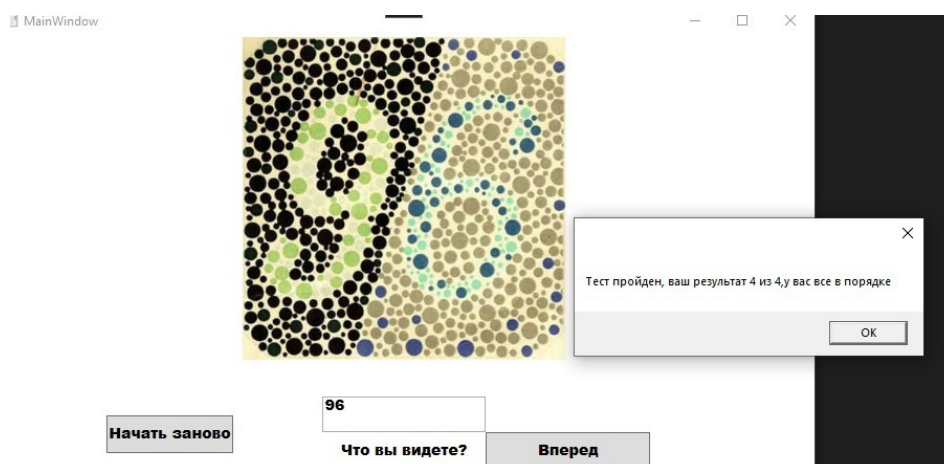 MainWindow
96
Тест пройден, ваш результат 4 из 4,у вас все в порядке
OK
96
Начать заново
Что вы видете?
Вперед